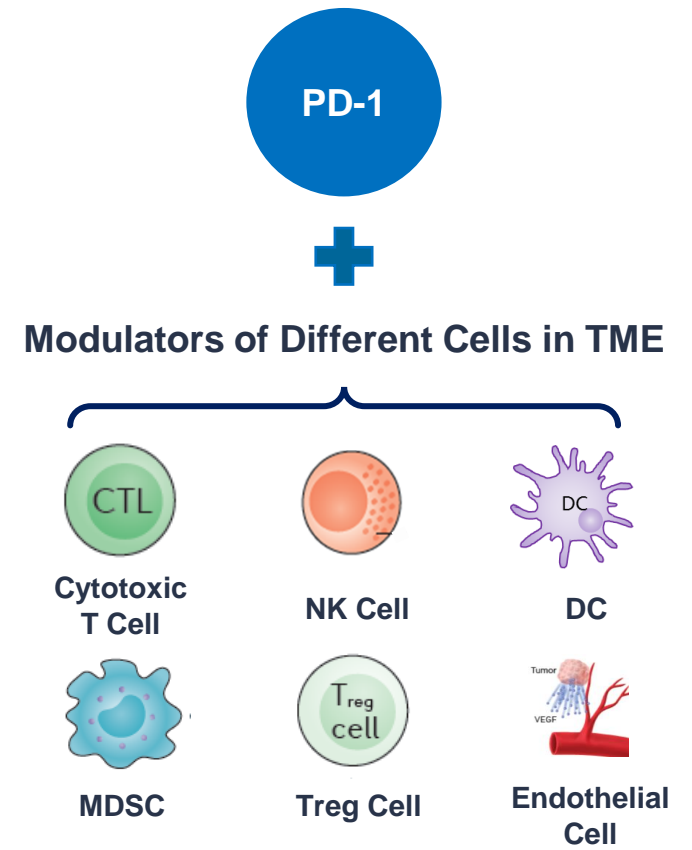 PD-1
Modulators of Different Cells in TME
CTL
DC
Cytotoxic
T Cell
NK Cell
DC
Treg
cell
Tumor
VEGF
MDSC
Treg Cell
Endothelial
Cell